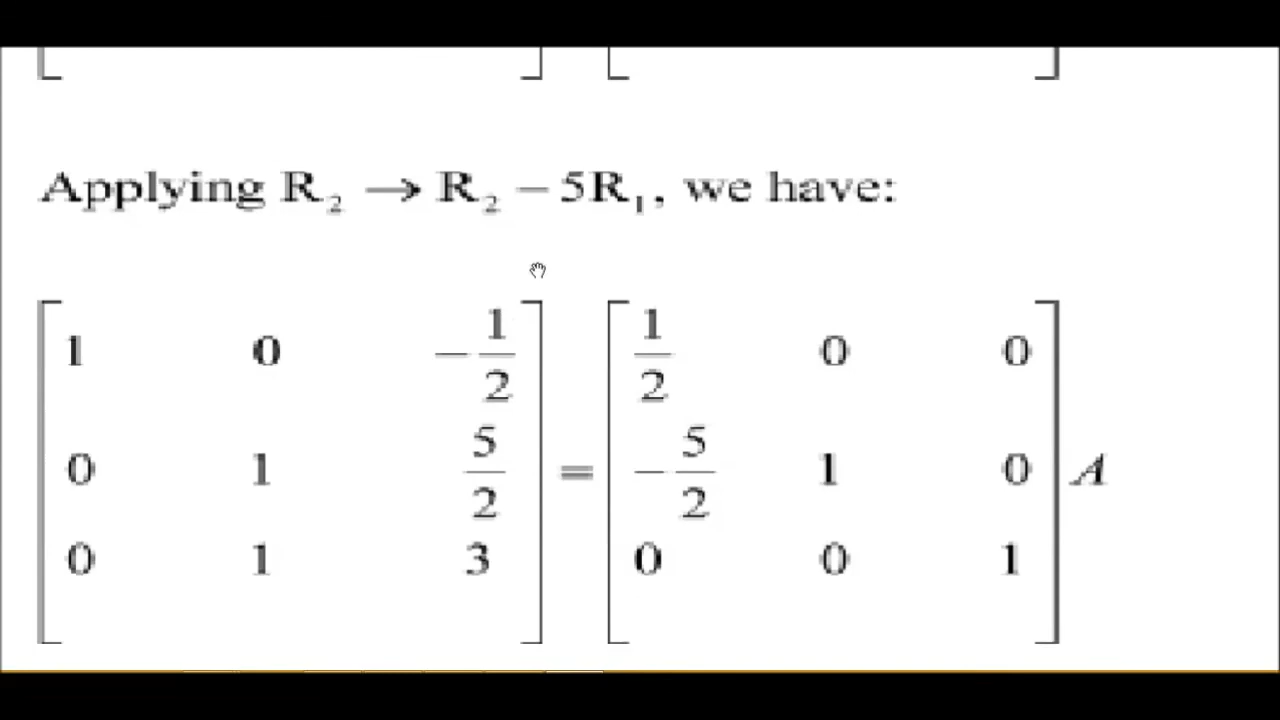 Applying R₂ → R₂ − 5R₁, we have:
1 0 −1/2 1/2 0 0
0 1 5/2 = −5/2 1 0 A
0 1 3 0 0 1